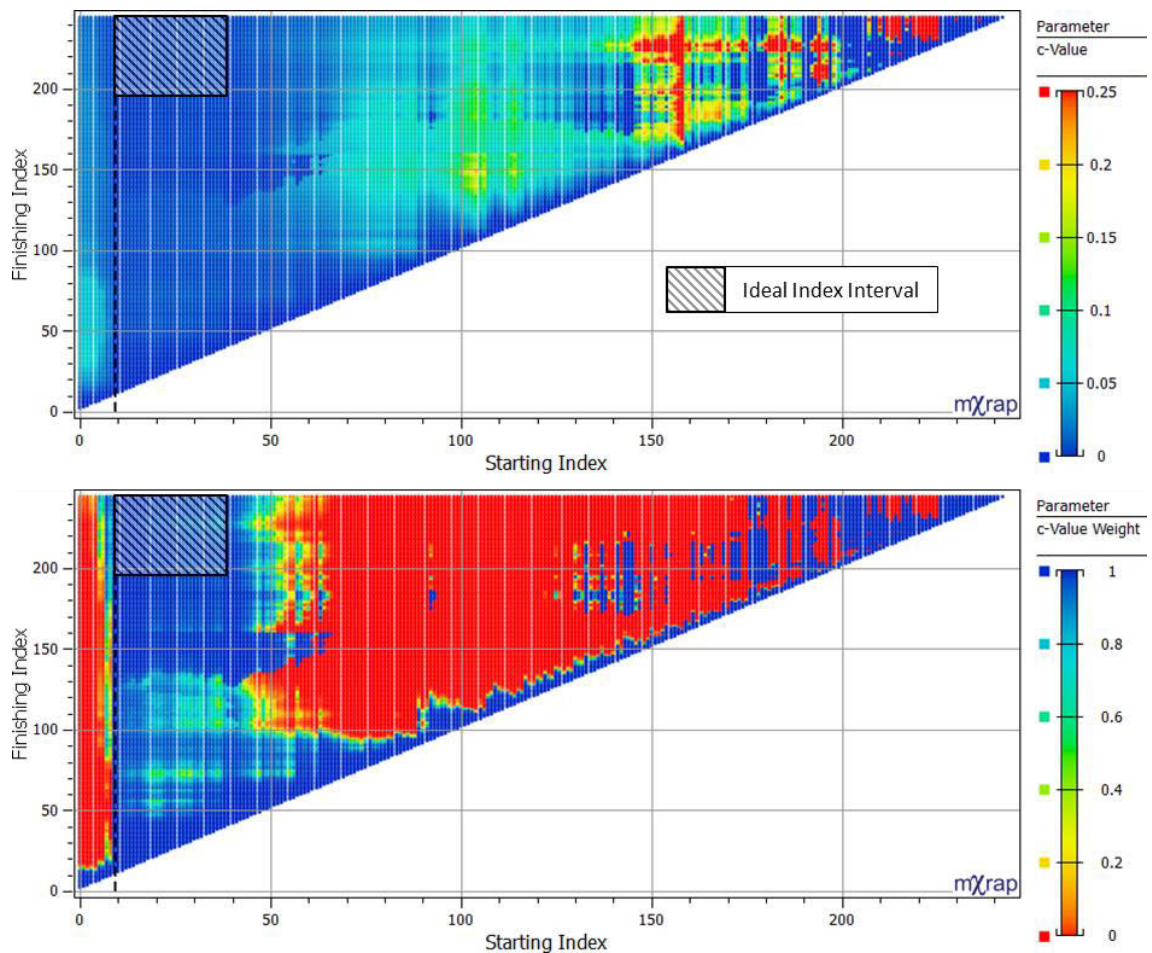 Parameter
c-Value
0.25
0.2
0.15
0.1
0.05
0
Finishing Index
200
150
100
50
0
Ideal Index Interval
mχrap
0 50 100 150 200
Starting Index
Parameter
c-Value Weight
1
0.8
0.6
0.4
0.2
0
Finishing Index
200
150
100
50
0
mχrap
0 50 100 150 200
Starting Index